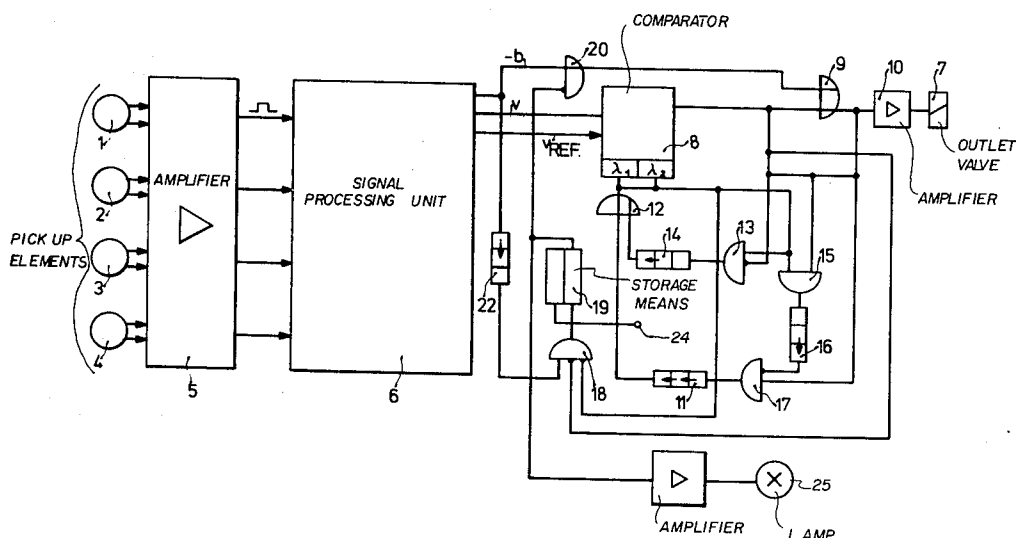 COMPARATOR
20
-b
9
10
7
1
N
8
VREF.
λ1 λ2
OUTLET
VALVE
AMPLIFIER
SIGNAL
PROCESSING UNIT
AMPLIFIER
2
12
13
14
15
PICK UP
ELEMENTS
3
22
STORAGE
MEANS
19
24
16
4
18
11
17
5
6
25
AMPLIFIER
LAMP